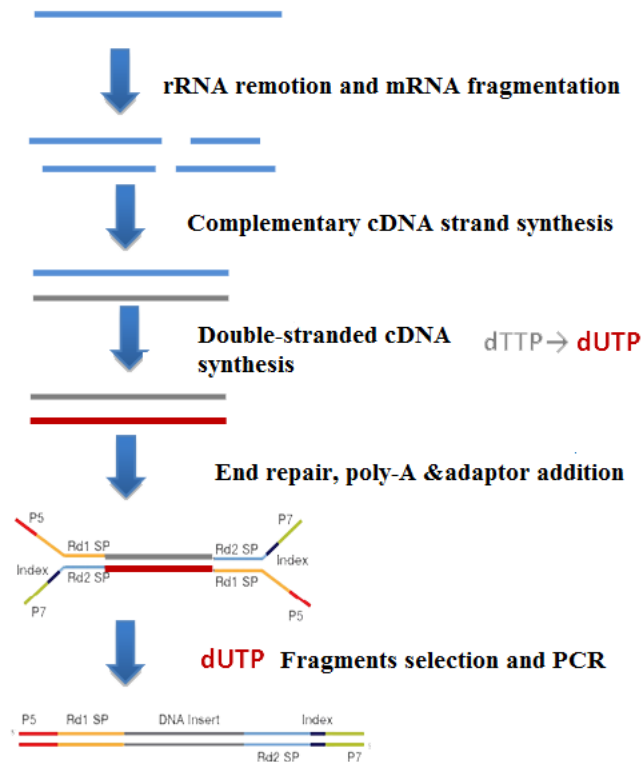 rRNA remotion and mRNA fragmentation
Complementary cDNA strand synthesis
Double-stranded cDNA
synthesis
dTTP→ dUTP
End repair, poly-A &adaptor addition
P5
P7
Rd1 SP
Rd2 SP
Index
Index
Rd2 SP
Rd1 SP
P7
P5
dUTP Fragments selection and PCR
P5 Rd1 SP DNA Insert Index
Rd2 SP P7